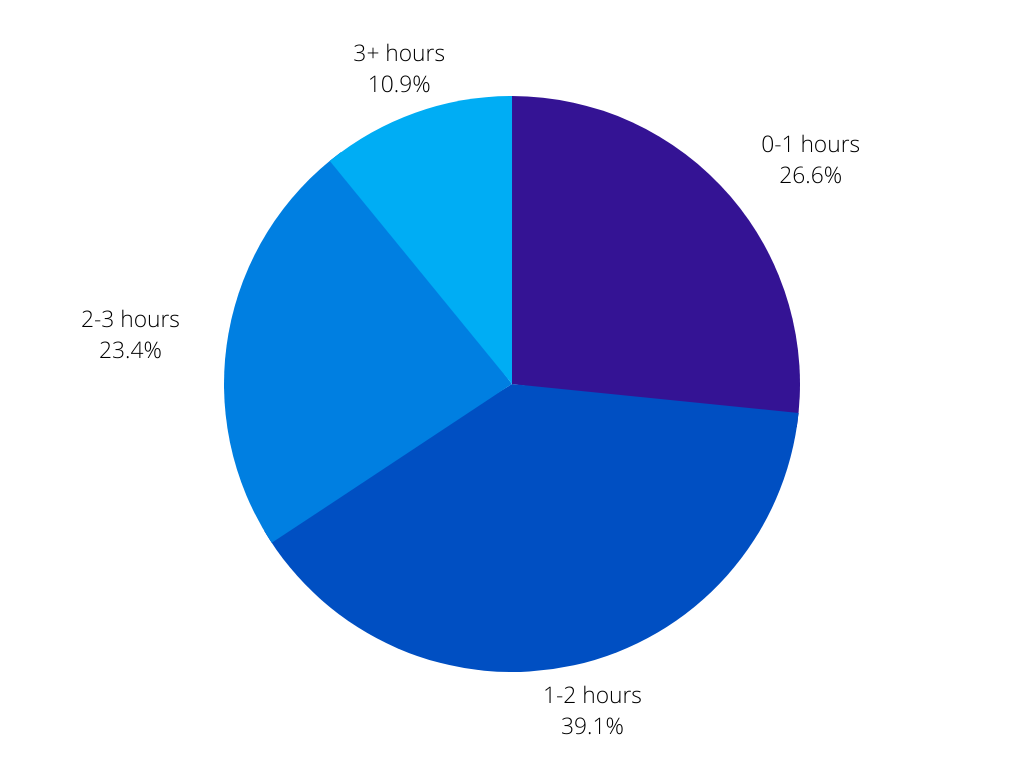 3+ hours
10.9%
0-1 hours
26.6%
2-3 hours
23.4%
1-2 hours
39.1%